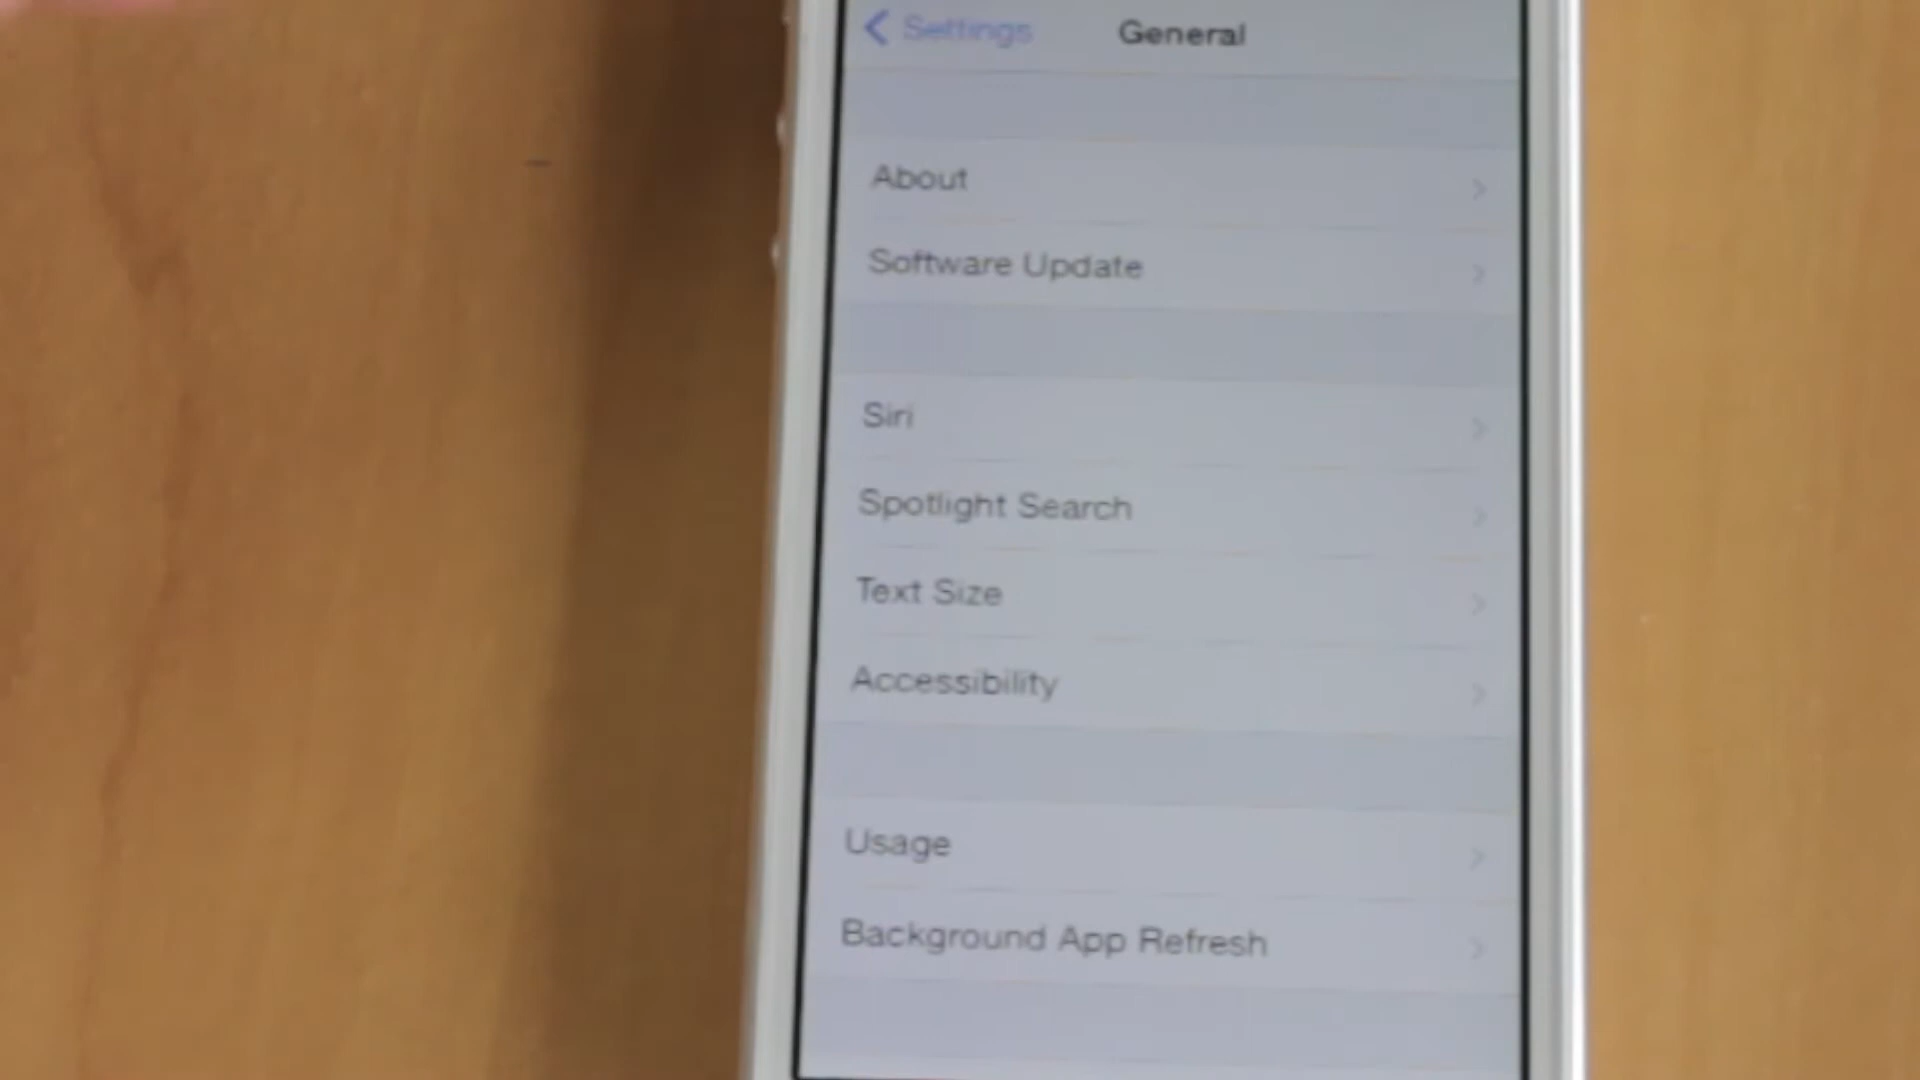 Settings
General
About
Software Update
Siri
Spotlight Search
Text Size
Accessibility
Usage
Background App Refresh